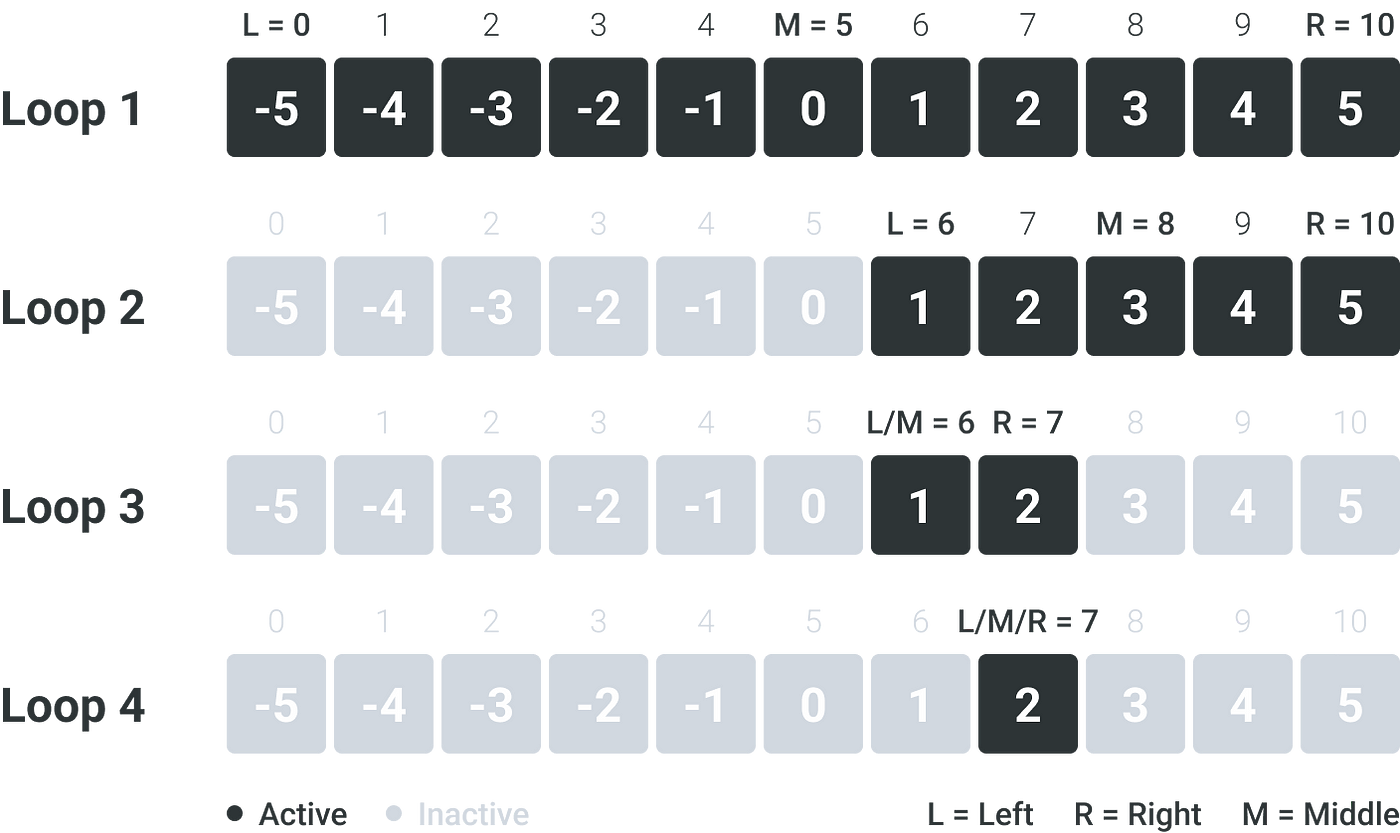 L = 0 1 2 3 4 M = 5 6 7 8 9 R = 10
Loop 1 -5 -4 -3 -2 -1 0 1 2 3 4 5
0 1 2 3 4 5 L = 6 7 M = 8 9 R = 10
Loop 2 -5 -4 -3 -2 -1 0 1 2 3 4 5
0 1 2 3 4 5 L/M = 6 R = 7 8 9 10
Loop 3 -5 -4 -3 -2 -1 0 1 2 3 4 5
0 1 2 3 4 5 6 L/M/R = 7 8 9 10
Loop 4 -5 -4 -3 -2 -1 0 1 2 3 4 5
Active Inactive L = Left R = Right M = Middle